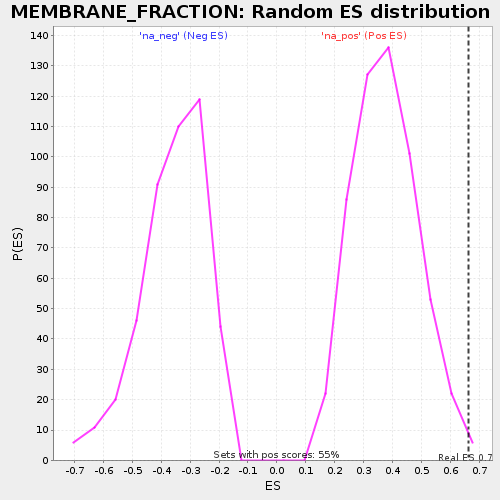 MEMBRANE_FRACTION: Random ES distribution
'na_neg' (Neg ES) 'na_pos' (Pos ES)
140
130
120
110
100
90
80
70
60
50
40
30
20
10
0
P(ES)
Sets with pos scores: 55%
Real ES 0.7
-0.7 -0.6 -0.5 -0.4 -0.3 -0.2 -0.1 0.0 0.1 0.2 0.3 0.4 0.5 0.6 0.7
ES